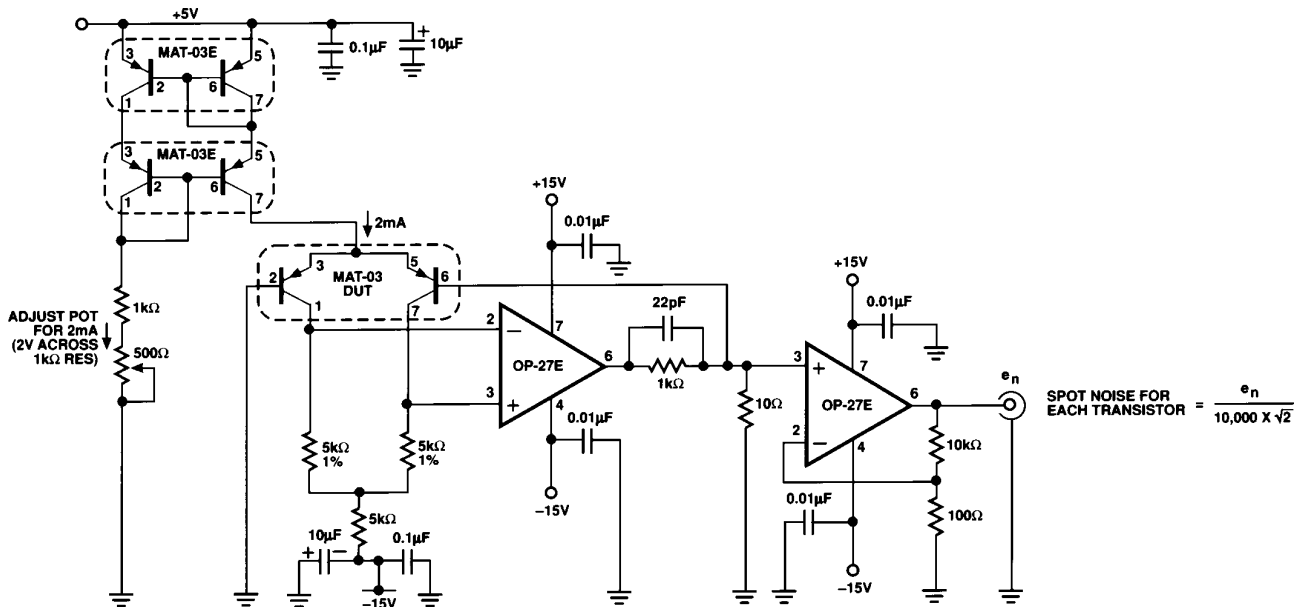 +5V
MAT-03E
3
5
2
6
1
7
0.1µF
+
10µF
MAT-03E
3
5
2
6
1
7
2mA
1kΩ
ADJUST POT
FOR 2mA
(2V ACROSS
1kΩ RES)
500Ω
2
3
5
6
MAT-03
DUT
1
7
+15V
0.01µF
2
−
7
OP-27E
6
3
+
4
0.01µF
−15V
22pF
1kΩ
10Ω
5kΩ
1%
5kΩ
1%
5kΩ
10µF
+
−
0.1µF
−15V
+15V
0.01µF
3
+
7
OP-27E
6
2
−
4
0.01µF
−15V
10kΩ
100Ω
en
SPOT NOISE FOR
EACH TRANSISTOR = en
10,000 X √2